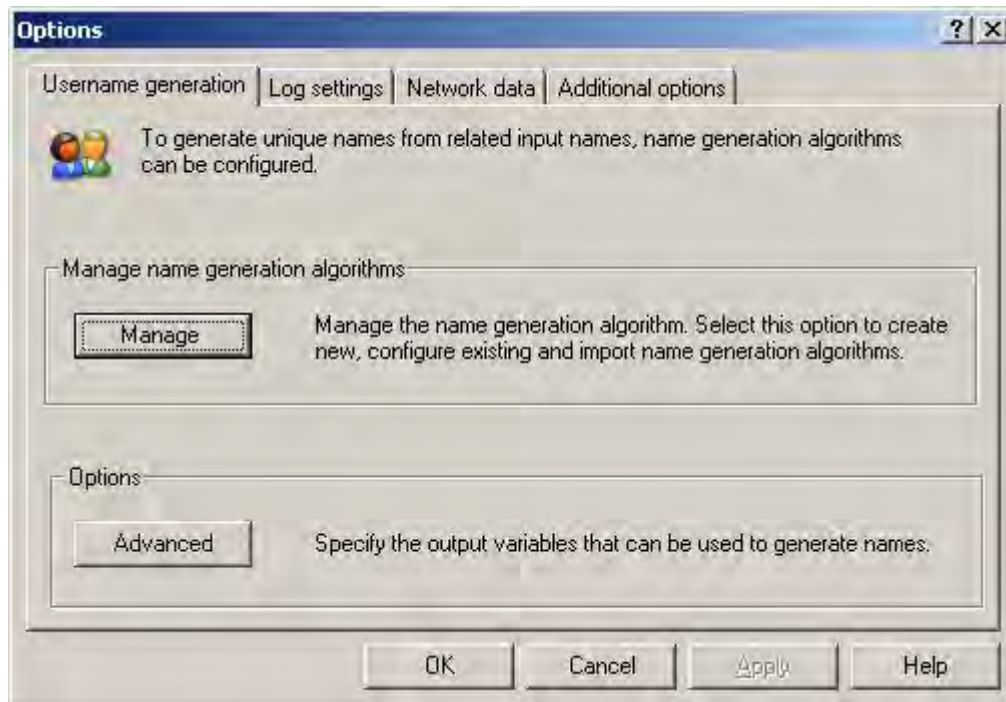 Options
Username generation
Log settings
Network data
Additional options
To generate unique names from related input names, name generation algorithms
can be configured.
Manage name generation algorithms
Manage
Manage the name generation algorithm. Select this option to create
new, configure existing and import name generation algorithms.
Options
Advanced
Specify the output variables that can be used to generate names.
OK
Cancel
Apply
Help